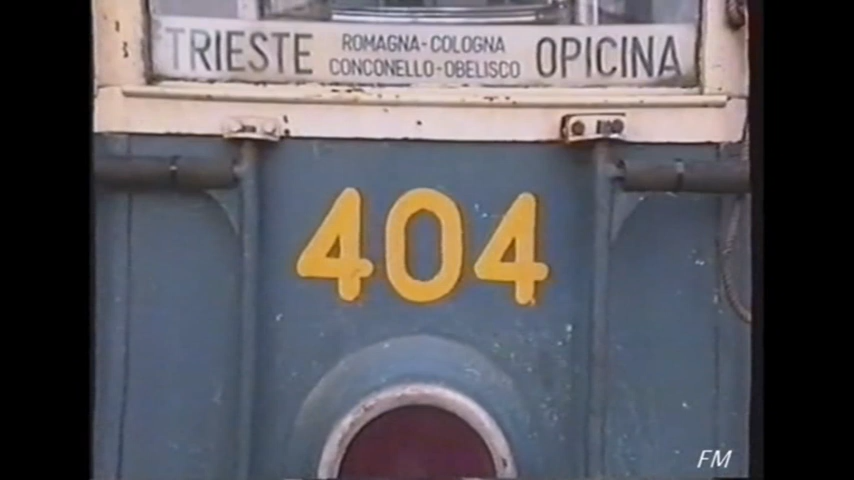 TRIESTE
ROMAGNA-COLOGNA
CONCONELLO-OBELISCO
OPICINA
404
FM